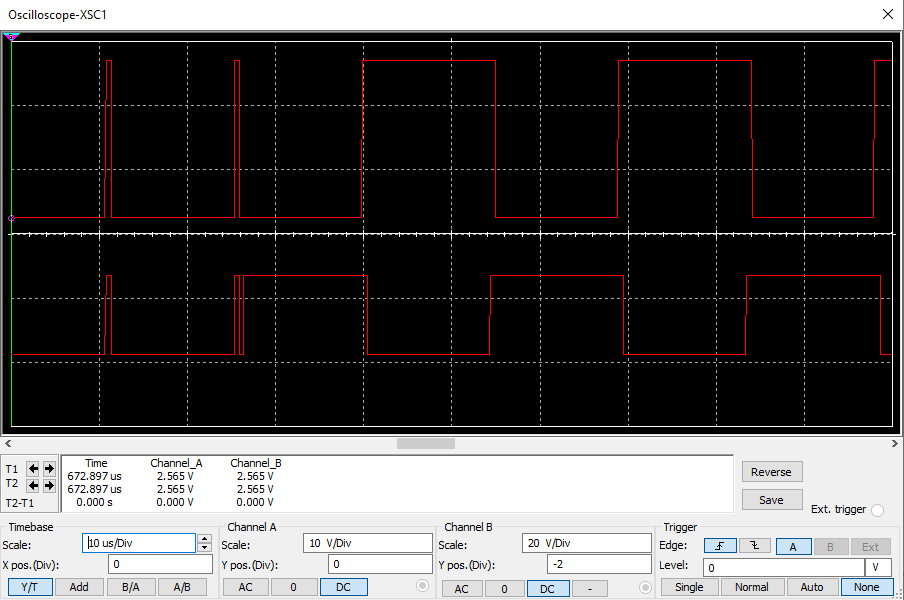 Oscilloscope-XSC1
T1
T2
T2-T1
Time Channel_A Channel_B
672.897 us 2.565 V 2.565 V
672.897 us 2.565 V 2.565 V
0.000 s 0.000 V 0.000 V
Reverse
Save
Ext. trigger
Timebase
Scale: 10 us/Div
X pos.(Div): 0
Y/T Add B/A A/B
Channel A
Scale: 10 V/Div
Y pos.(Div): 0
AC 0 DC
Channel B
Scale: 20 V/Div
Y pos.(Div): -2
AC 0 DC -
Trigger
Edge: A B Ext
Level: 0 V
Single Normal Auto None